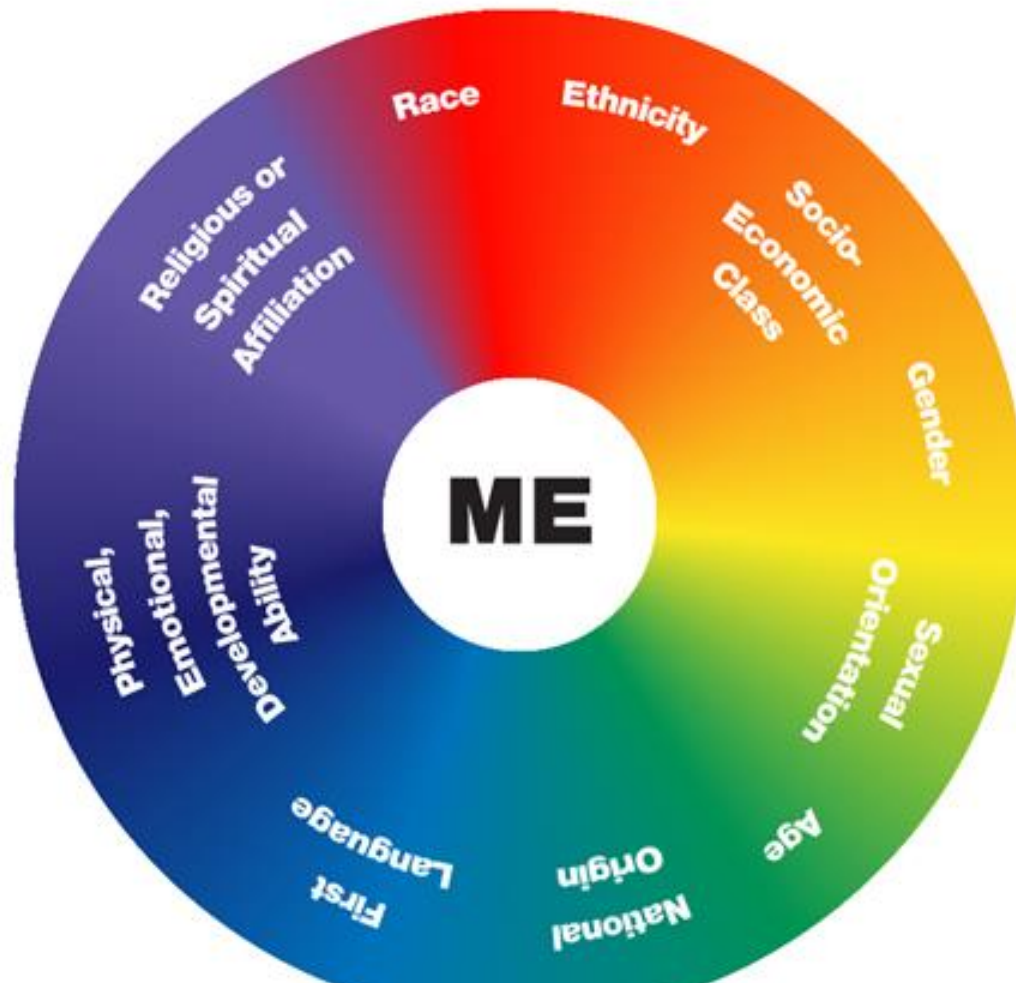 Race
Ethnicity
Socio-
Economic
Class
Gender
Sexual
Orientation
Age
National
Origin
First
Language
Physical,
Emotional,
Developmental
Ability
Religious or
Spiritual
Affiliation
ME